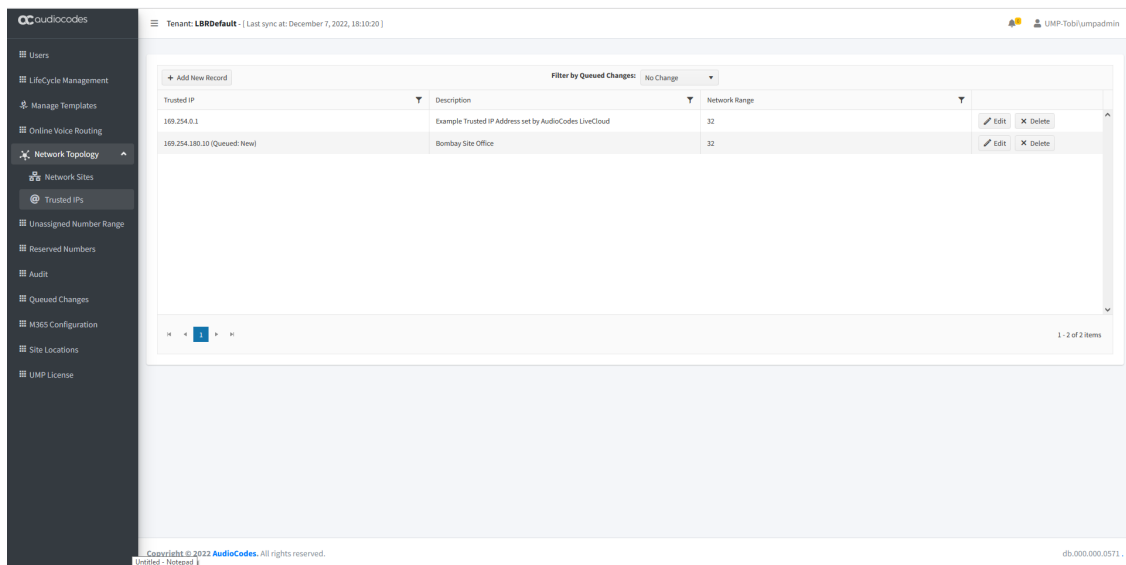 audiocodes
Tenant: LBRDefault - [ Last sync at: December 7, 2022, 18:10:20 ]
UMP-Tobi\umpadmin
Users
LifeCycle Management
Manage Templates
Online Voice Routing
Network Topology
Network Sites
@ Trusted IPs
Unassigned Number Range
Reserved Numbers
Audit
Queued Changes
M365 Configuration
Site Locations
UMP License
+ Add New Record
Filter by Queued Changes: No Change
Trusted IP Description Network Range
169.254.0.1 Example Trusted IP Address set by AudioCodes LiveCloud 32 Edit Delete
169.254.180.10 (Queued: New) Bombay Site Office 32 Edit Delete
1
1 - 2 of 2 items
Copyright © 2022 AudioCodes. All rights reserved.
db.000.000.0571 .
Untitled - Notepad